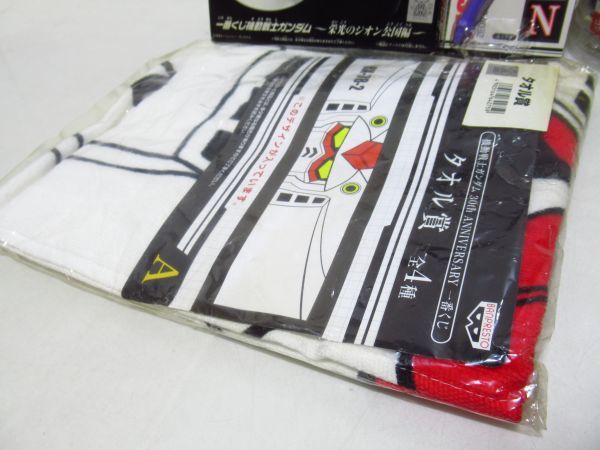 一番くじ機動戦士ガンダム ～栄光のジオン公国編～
N
タオル賞
機動戦士ガンダム 30th ANNIVERSARY 一番くじ
タオル賞 全4種
RX-78-2
※このデザインが入っています。
A
BANPRESTO